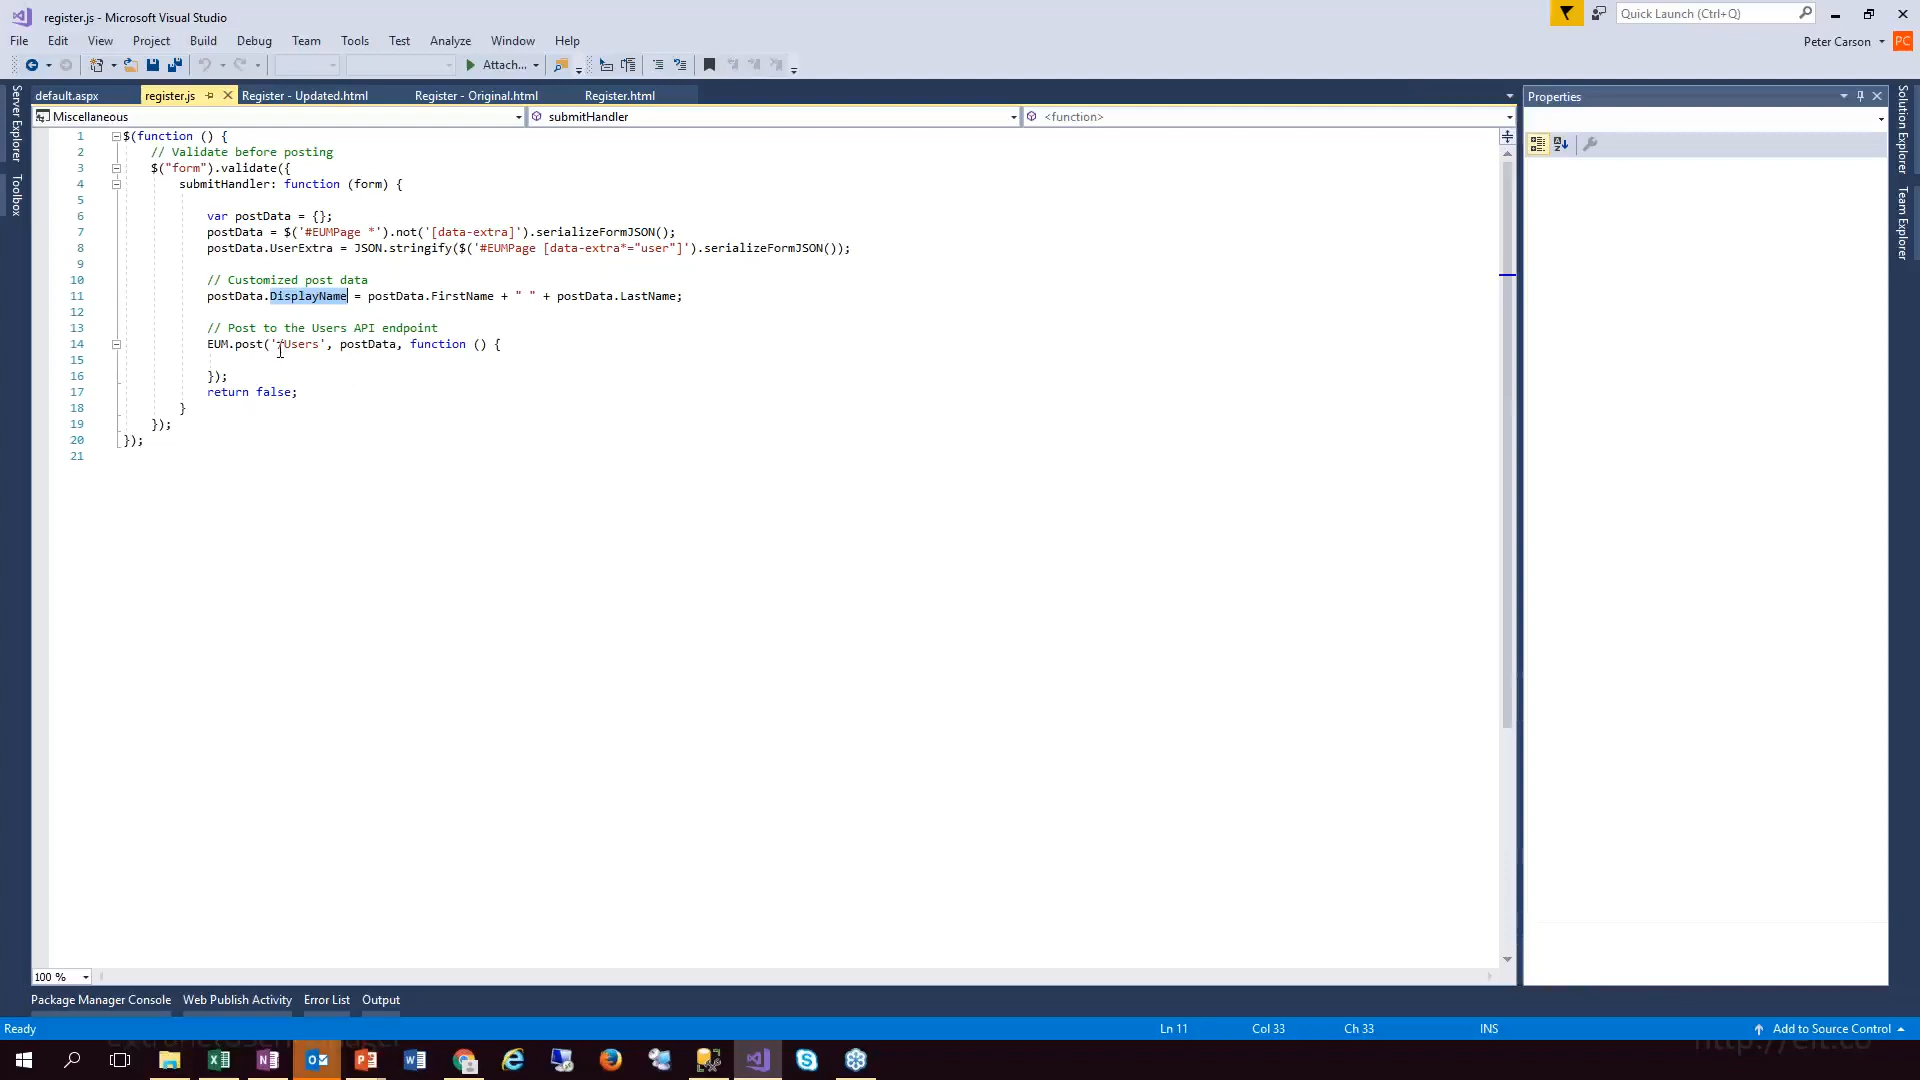 register.js - Microsoft Visual Studio
Quick Launch (Ctrl+Q)
File Edit View Project Build Debug Team Tools Test Analyze Window Help
Peter Carson PC
Attach...
default.aspx register.js Register - Updated.html Register - Original.html Register.html
Properties
Miscellaneous submitHandler <function>
Server Explorer
Toolbox
Solution Explorer
Team Explorer
1 $(function () {
2 // Validate before posting
3 $("form").validate({
4 submitHandler: function (form) {
5
6 var postData = {};
7 postData = $('#EUMPage *').not('[data-extra]').serializeFormJSON();
8 postData.UserExtra = JSON.stringify($('#EUMPage [data-extra*="user"]').serializeFormJSON());
9
10 // Customized post data
11 postData.DisplayName = postData.FirstName + " " + postData.LastName;
12
13 // Post to the Users API endpoint
14 EUM.post('/Users', postData, function () {
15
16 });
17 return false;
18 }
19 });
20 });
21
100 %
Package Manager Console Web Publish Activity Error List Output
Ready Ln 11 Col 33 Ch 33 INS Add to Source Control